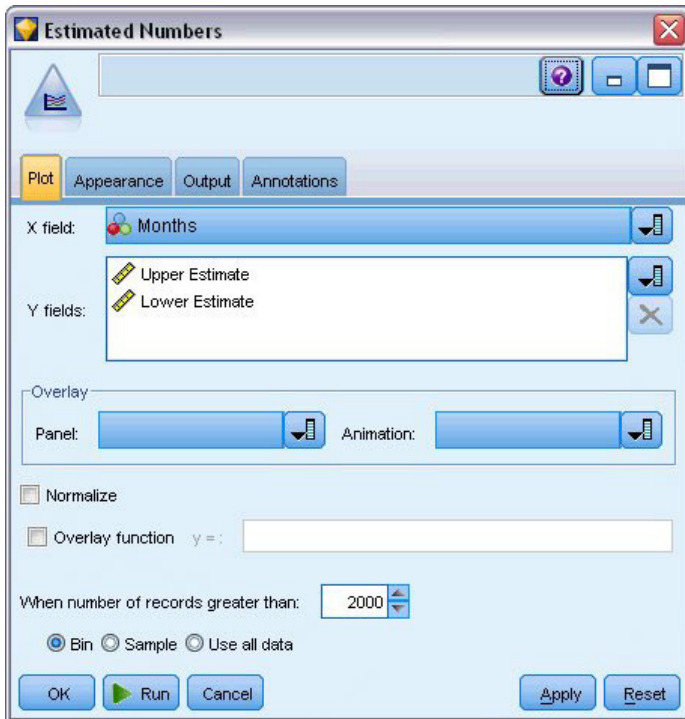 Estimated Numbers
Plot Appearance Output Annotations
X field: Months
Y fields: Upper Estimate
Lower Estimate
Overlay
Panel: Animation:
Normalize
Overlay function y = :
When number of records greater than: 2000
Bin Sample Use all data
OK Run Cancel Apply Reset